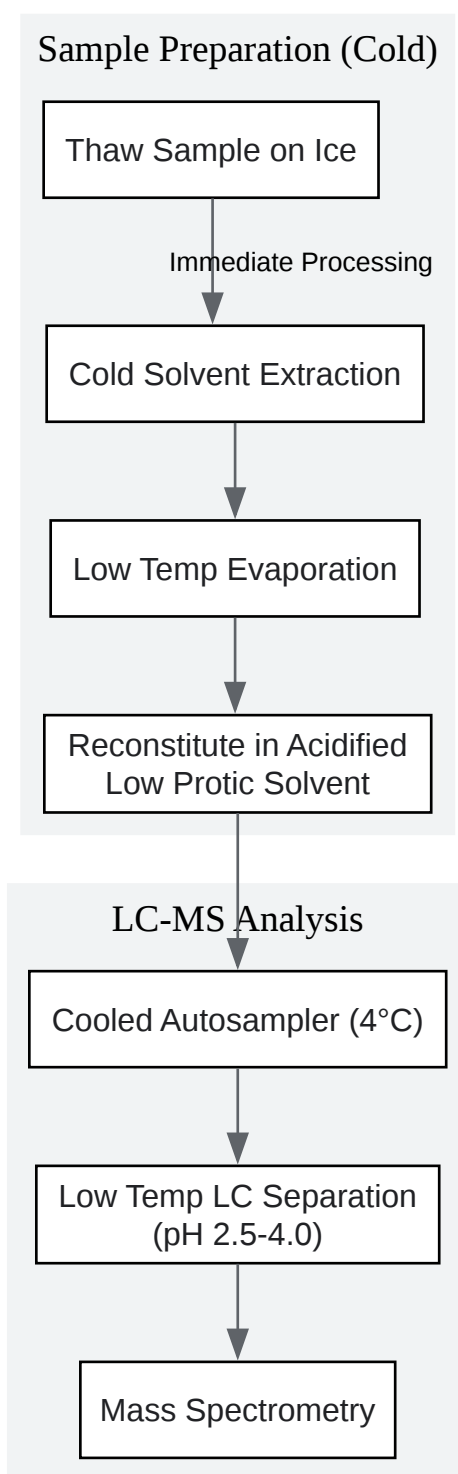 Sample Preparation (Cold)
Thaw Sample on Ice
Immediate Processing
Cold Solvent Extraction
Low Temp Evaporation
Reconstitute in Acidified
Low Protic Solvent
LC-MS Analysis
Cooled Autosampler (4°C)
Low Temp LC Separation
(pH 2.5-4.0)
Mass Spectrometry